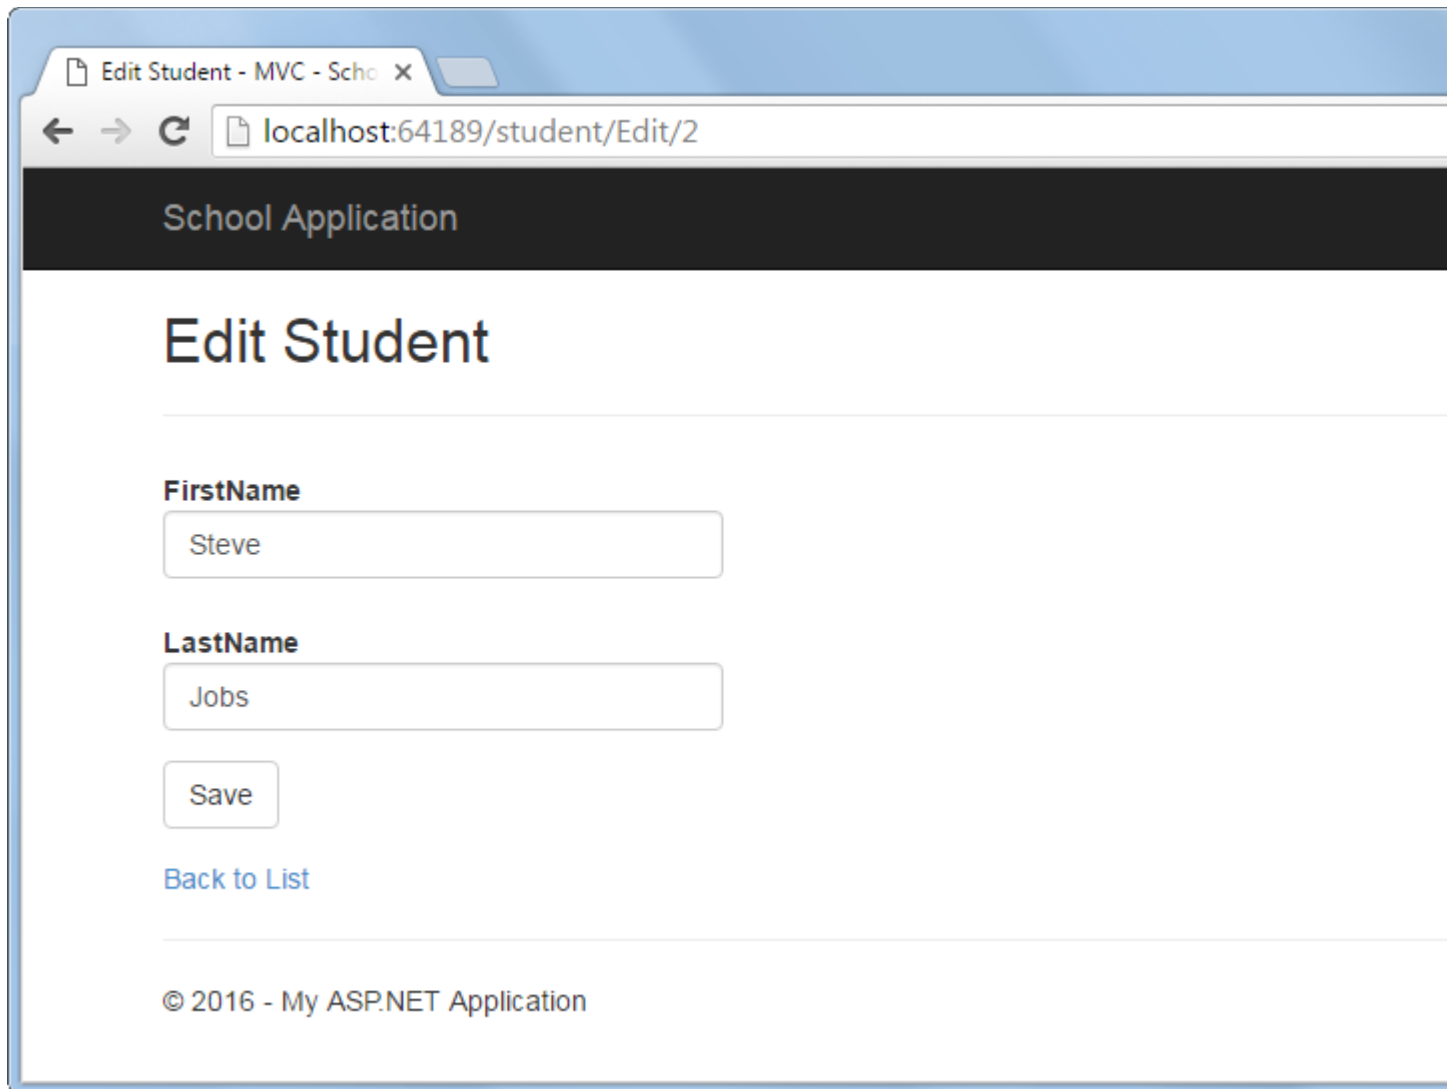 Edit Student - MVC - Scho
localhost:64189/student/Edit/2
School Application
Edit Student
FirstName
Steve
LastName
Jobs
Save
Back to List
© 2016 - My ASP.NET Application